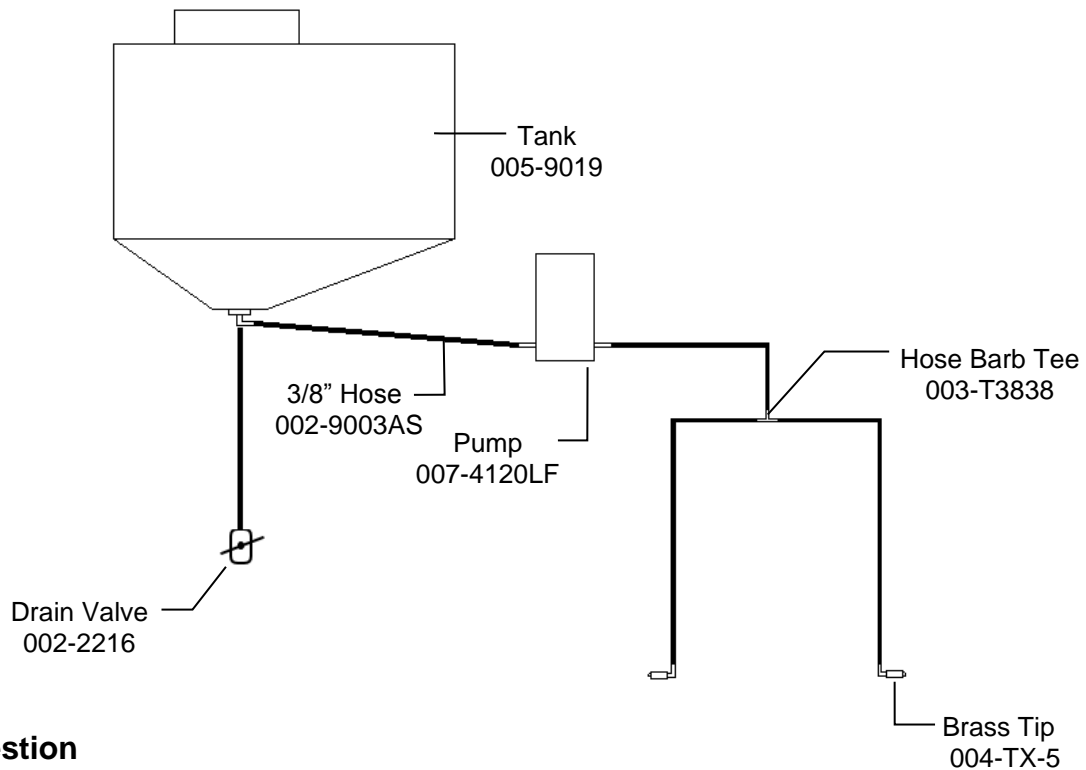 Tank
005-9019
3/8” Hose
002-9003AS
Pump
007-4120LF
Hose Barb Tee
003-T3838
Drain Valve
002-2216
Brass Tip
004-TX-5
stion